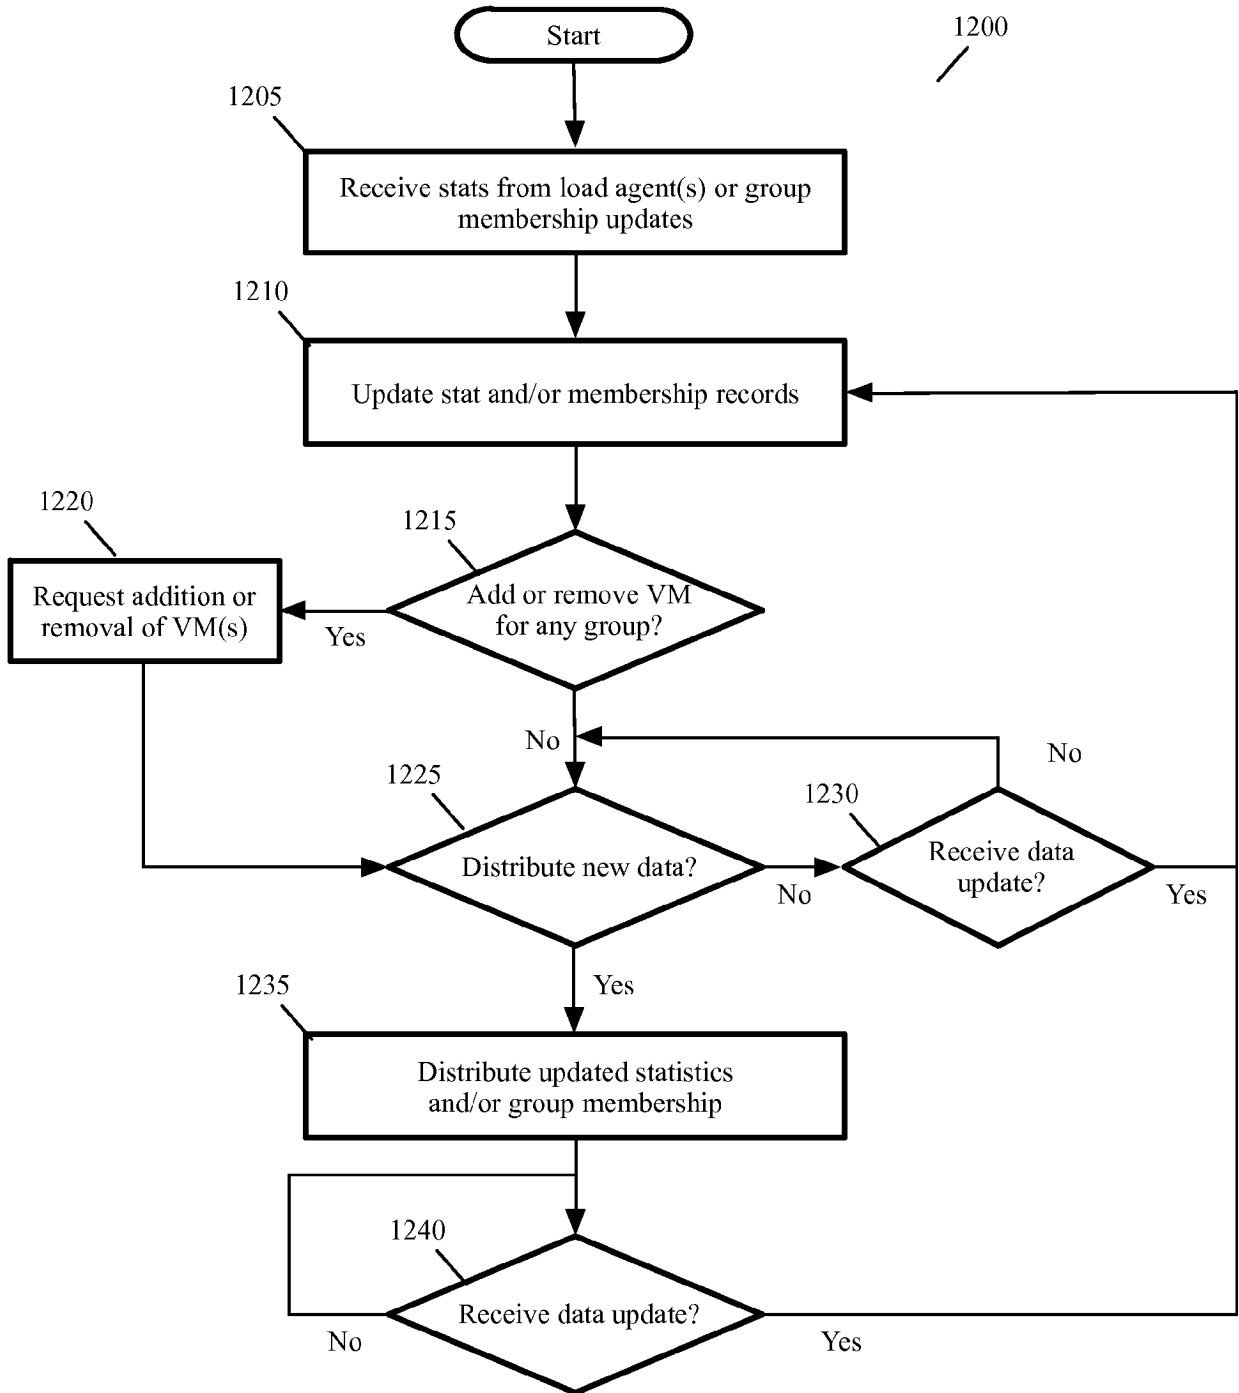 Start
1200
1205
Receive stats from load agent(s) or group
membership updates
1210
Update stat and/or membership records
1220
1215
Request addition or
removal of VM(s)
Add or remove VM
for any group?
Yes
No
No
1225
1230
Distribute new data?
Receive data
update?
No
Yes
Yes
1235
Distribute updated statistics
and/or group membership
1240
Receive data update?
No
Yes